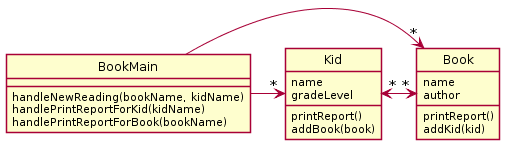 *
BookMain
handleNewReading(bookName, kidName)
handlePrintReportForKid(kidName)
handlePrintReportForBook(bookName)
*
Kid
name
gradeLevel
printReport()
addBook(book)
* *
Book
name
author
printReport()
addKid(kid)